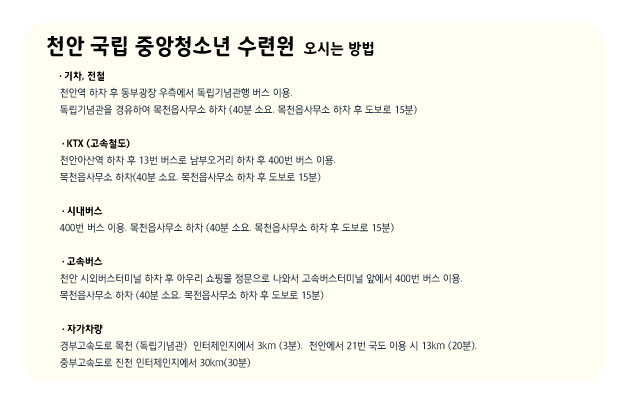 천안 국립 중앙청소년 수련원 오시는 방법
· 기차, 전철
천안역 하차 후 동부광장 우측에서 독립기념관행 버스 이용.
독립기념관을 경유하여 목천읍사무소 하차 (40분 소요. 목천읍사무소 하차 후 도보로 15분)
· KTX (고속철도)
천안아산역 하차 후 13번 버스로 남부오거리 하차 후 400번 버스 이용.
목천읍사무소 하차(40분 소요. 목천읍사무소 하차 후 도보로 15분)
· 시내버스
400번 버스 이용. 목천읍사무소 하차 (40분 소요. 목천읍사무소 하차 후 도보로 15분)
· 고속버스
천안 시외버스터미널 하차 후 아우리 쇼핑몰 정문으로 나와서 고속버스터미널 앞에서 400번 버스 이용.
목천읍사무소 하차 (40분 소요. 목천읍사무소 하차 후 도보로 15분)
· 자가차량
경부고속도로 목천 (독립기념관) 인터체인지에서 3km (3분). 천안에서 21번 국도 이용 시 13km (20분).
중부고속도로 진천 인터체인지에서 30km(30분)